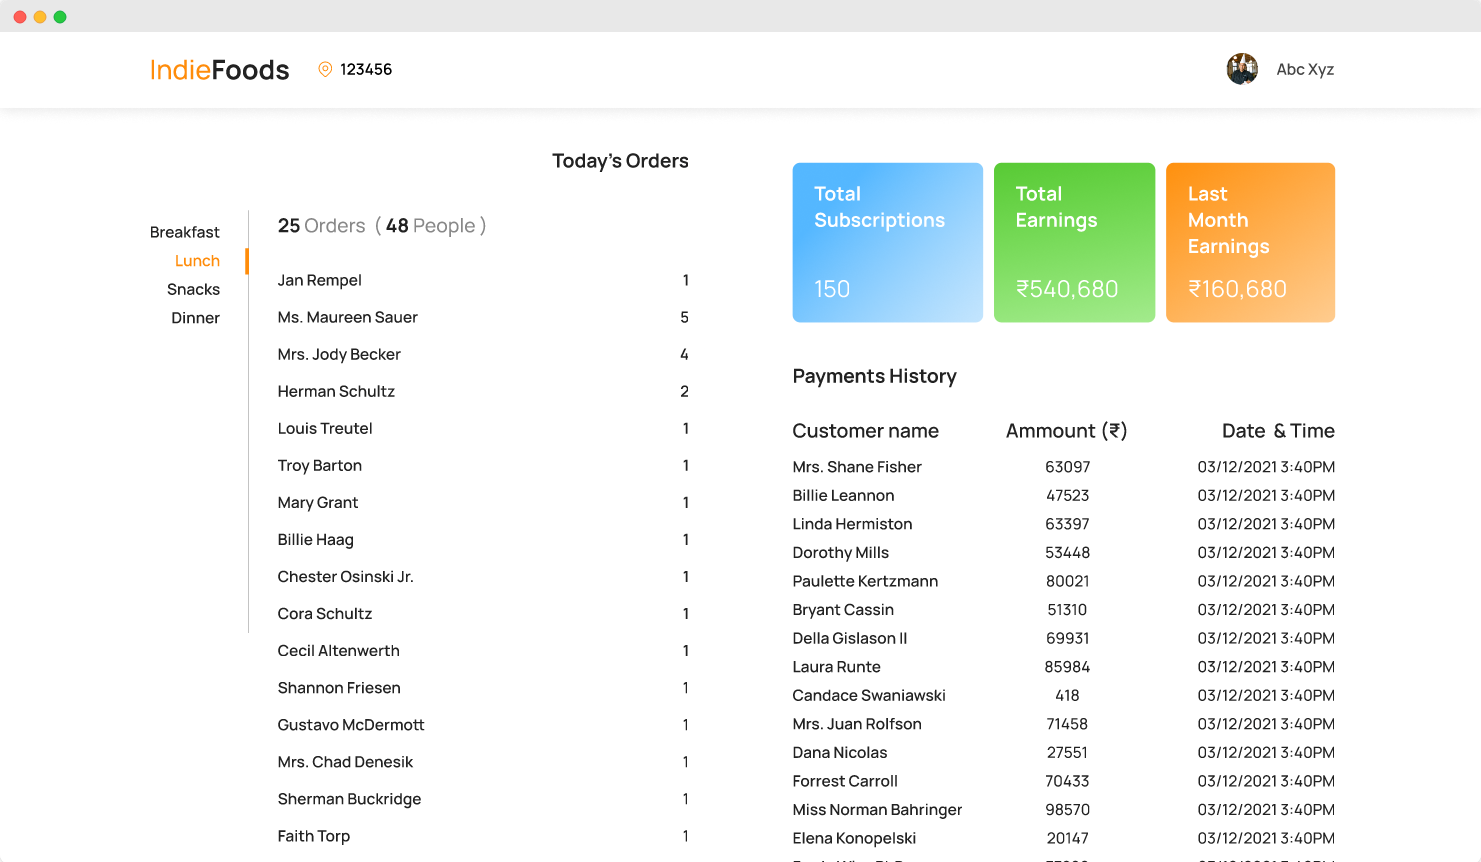 IndieFoods 123456 Abc Xyz
Today's Orders
Breakfast
Lunch
Snacks
Dinner
25 Orders ( 48 People )
Jan Rempel 1
Ms. Maureen Sauer 5
Mrs. Jody Becker 4
Herman Schultz 2
Louis Treutel 1
Troy Barton 1
Mary Grant 1
Billie Haag 1
Chester Osinski Jr. 1
Cora Schultz 1
Cecil Altenwerth 1
Shannon Friesen 1
Gustavo McDermott 1
Mrs. Chad Denesik 1
Sherman Buckridge 1
Faith Torp 1
Total
Subscriptions
150
Total
Earnings
₹540,680
Last
Month
Earnings
₹160,680
Payments History
Customer name Ammount (₹) Date & Time
Mrs. Shane Fisher 63097 03/12/2021 3:40PM
Billie Leannon 47523 03/12/2021 3:40PM
Linda Hermiston 63397 03/12/2021 3:40PM
Dorothy Mills 53448 03/12/2021 3:40PM
Paulette Kertzmann 80021 03/12/2021 3:40PM
Bryant Cassin 51310 03/12/2021 3:40PM
Della Gislason II 69931 03/12/2021 3:40PM
Laura Runte 85984 03/12/2021 3:40PM
Candace Swaniawski 418 03/12/2021 3:40PM
Mrs. Juan Rolfson 71458 03/12/2021 3:40PM
Dana Nicolas 27551 03/12/2021 3:40PM
Forrest Carroll 70433 03/12/2021 3:40PM
Miss Norman Bahringer 98570 03/12/2021 3:40PM
Elena Konopelski 20147 03/12/2021 3:40PM